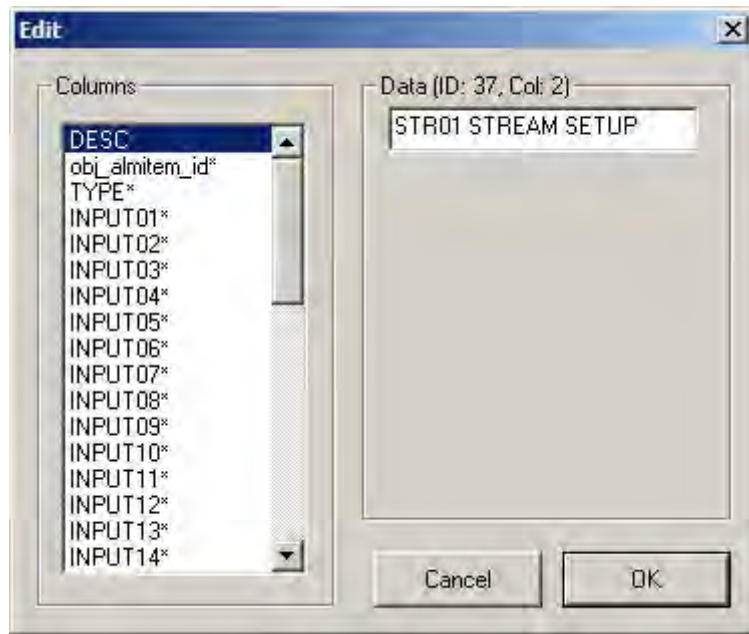 Edit
Columns
DESC
obj_almitem_id*
TYPE*
INPUT01*
INPUT02*
INPUT03*
INPUT04*
INPUT05*
INPUT06*
INPUT07*
INPUT08*
INPUT09*
INPUT10*
INPUT11*
INPUT12*
INPUT13*
INPUT14*
Data (ID: 37, Col: 2)
STR01 STREAM SETUP
Cancel
OK